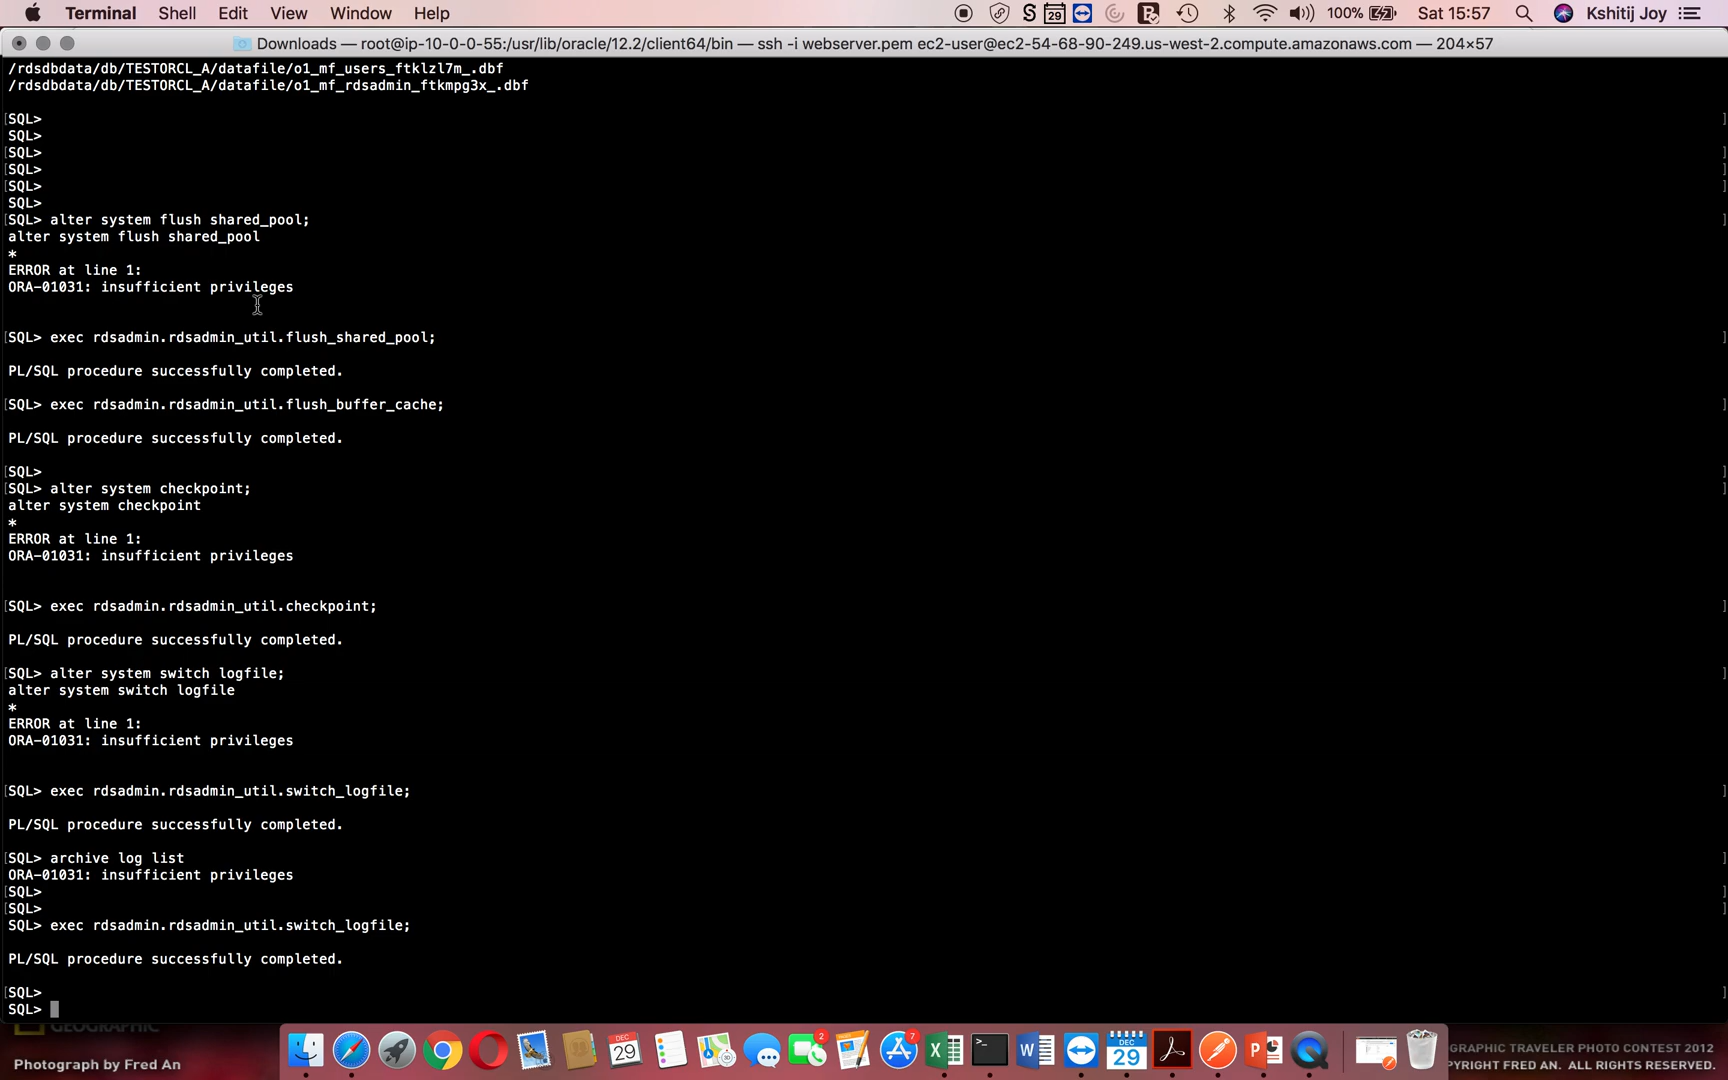 Terminal Shell Edit View Window Help 29 100% Sat 15:57 Kshitij Joy
Downloads — root@ip-10-0-0-55:/usr/lib/oracle/12.2/client64/bin — ssh -i webserver.pem ec2-user@ec2-54-68-90-249.us-west-2.compute.amazonaws.com — 204×57
/rdsdbdata/db/TESTORCL_A/datafile/o1_mf_users_ftklzl7m_.dbf
/rdsdbdata/db/TESTORCL_A/datafile/o1_mf_rdsadmin_ftkmpg3x_.dbf
[SQL> ]
SQL>
[SQL> ]
[SQL> ]
[SQL> ]
SQL>
[SQL> alter system flush shared_pool; ]
alter system flush shared_pool
*
ERROR at line 1:
ORA-01031: insufficient privileges
[SQL> exec rdsadmin.rdsadmin_util.flush_shared_pool; ]
PL/SQL procedure successfully completed.
[SQL> exec rdsadmin.rdsadmin_util.flush_buffer_cache; ]
PL/SQL procedure successfully completed.
[SQL> ]
[SQL> alter system checkpoint; ]
alter system checkpoint
*
ERROR at line 1:
ORA-01031: insufficient privileges
[SQL> exec rdsadmin.rdsadmin_util.checkpoint; ]
PL/SQL procedure successfully completed.
[SQL> alter system switch logfile; ]
alter system switch logfile
*
ERROR at line 1:
ORA-01031: insufficient privileges
[SQL> exec rdsadmin.rdsadmin_util.switch_logfile; ]
PL/SQL procedure successfully completed.
[SQL> archive log list ]
ORA-01031: insufficient privileges
[SQL> ]
[SQL> ]
SQL> exec rdsadmin.rdsadmin_util.switch_logfile;
PL/SQL procedure successfully completed.
[SQL> ]
SQL>
GEOGRAPHIC
Photograph by Fred An
DEC
29
2
7
DEC
29
GRAPHIC TRAVELER PHOTO CONTEST 2012
PYRIGHT FRED AN. ALL RIGHTS RESERVED.